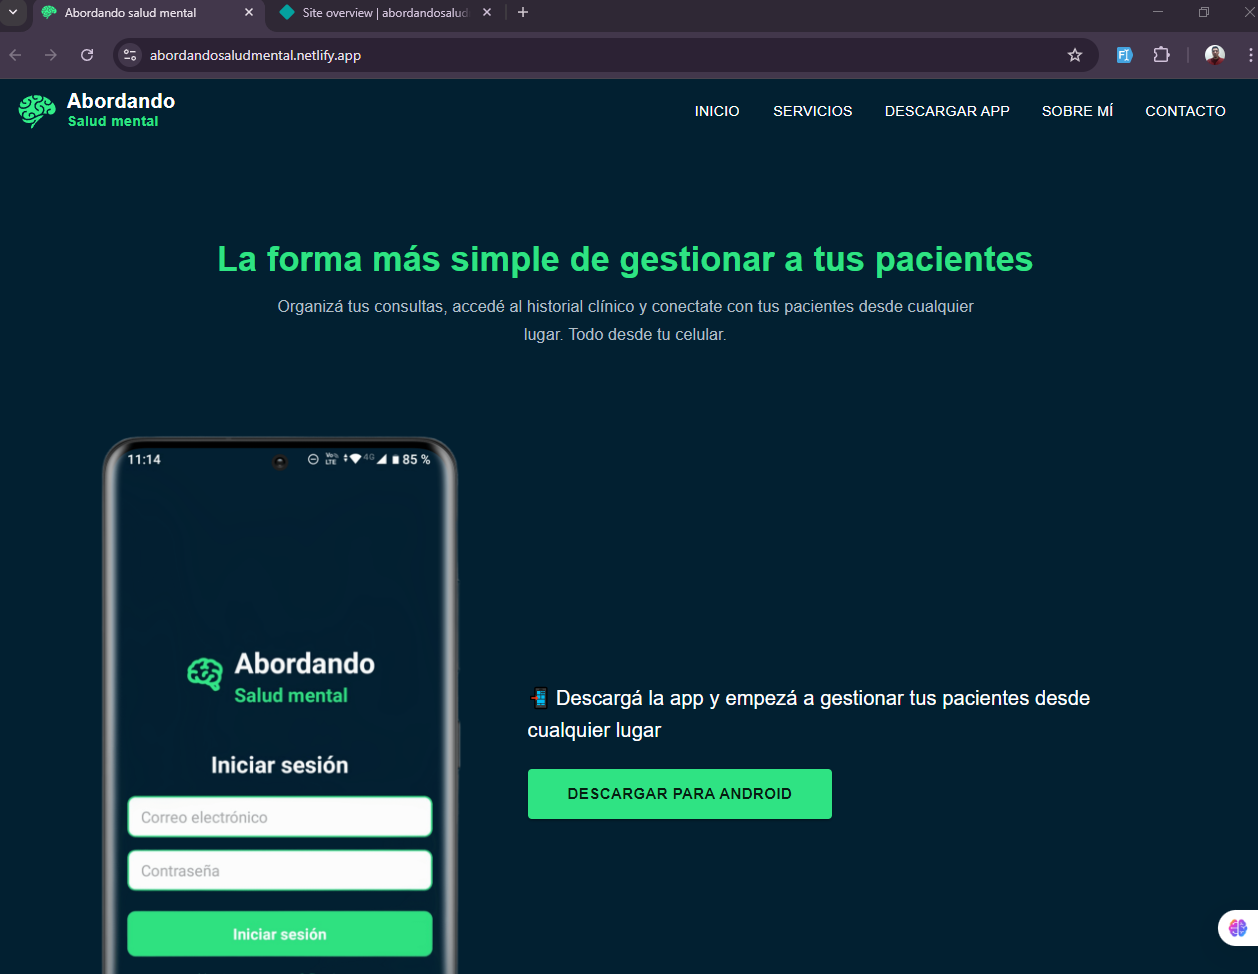 Abordando salud mental
Site overview | abordandosalud
abordandosaludmental.netlify.app
Abordando
Salud mental
INICIO SERVICIOS DESCARGAR APP SOBRE MÍ CONTACTO
La forma más simple de gestionar a tus pacientes
Organizá tus consultas, accedé al historial clínico y conectate con tus pacientes desde cualquier
lugar. Todo desde tu celular.
11:14 LTE 4G 85 %
Abordando
Salud mental
Iniciar sesión
Correo electrónico
Contraseña
Iniciar sesión
Descargá la app y empezá a gestionar tus pacientes desde
cualquier lugar
DESCARGAR PARA ANDROID